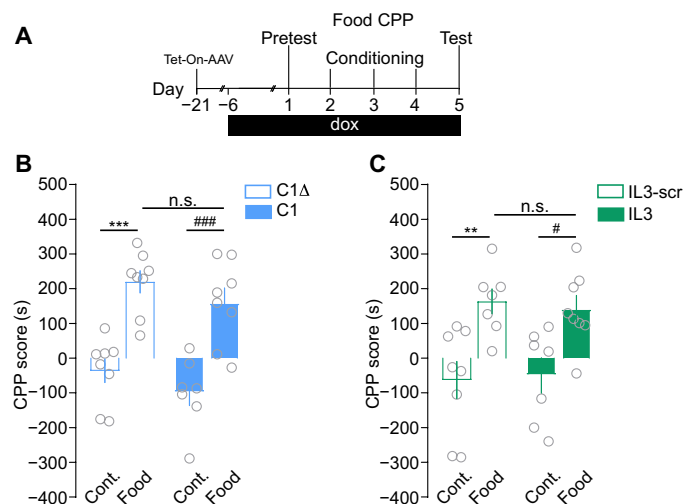 A
Food CPP
Pretest
Test
Tet-On-AAV
Conditioning
Day
−21 −6 1 2 3 4 5
dox
B
C1Δ
C1
n.s.
***
###
CPP score (s)
500
400
300
200
100
0
−100
−200
−300
−400
Cont. Food Cont. Food
C
IL3-scr
IL3
n.s.
**
#
CPP score (s)
500
400
300
200
100
0
−100
−200
−300
−400
Cont. Food Cont. Food